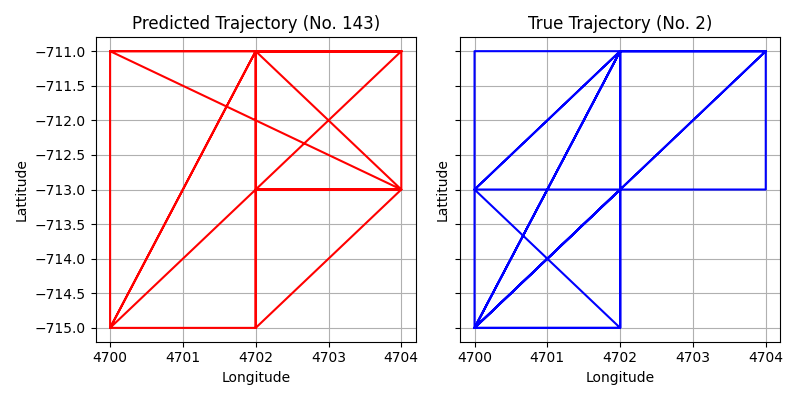 Predicted Trajectory (No. 143)
True Trajectory (No. 2)
Lattitude
−711.0
−711.5
−712.0
−712.5
−713.0
−713.5
−714.0
−714.5
−715.0
Lattitude
4700 4701 4702 4703 4704
4700 4701 4702 4703 4704
Longitude
Longitude